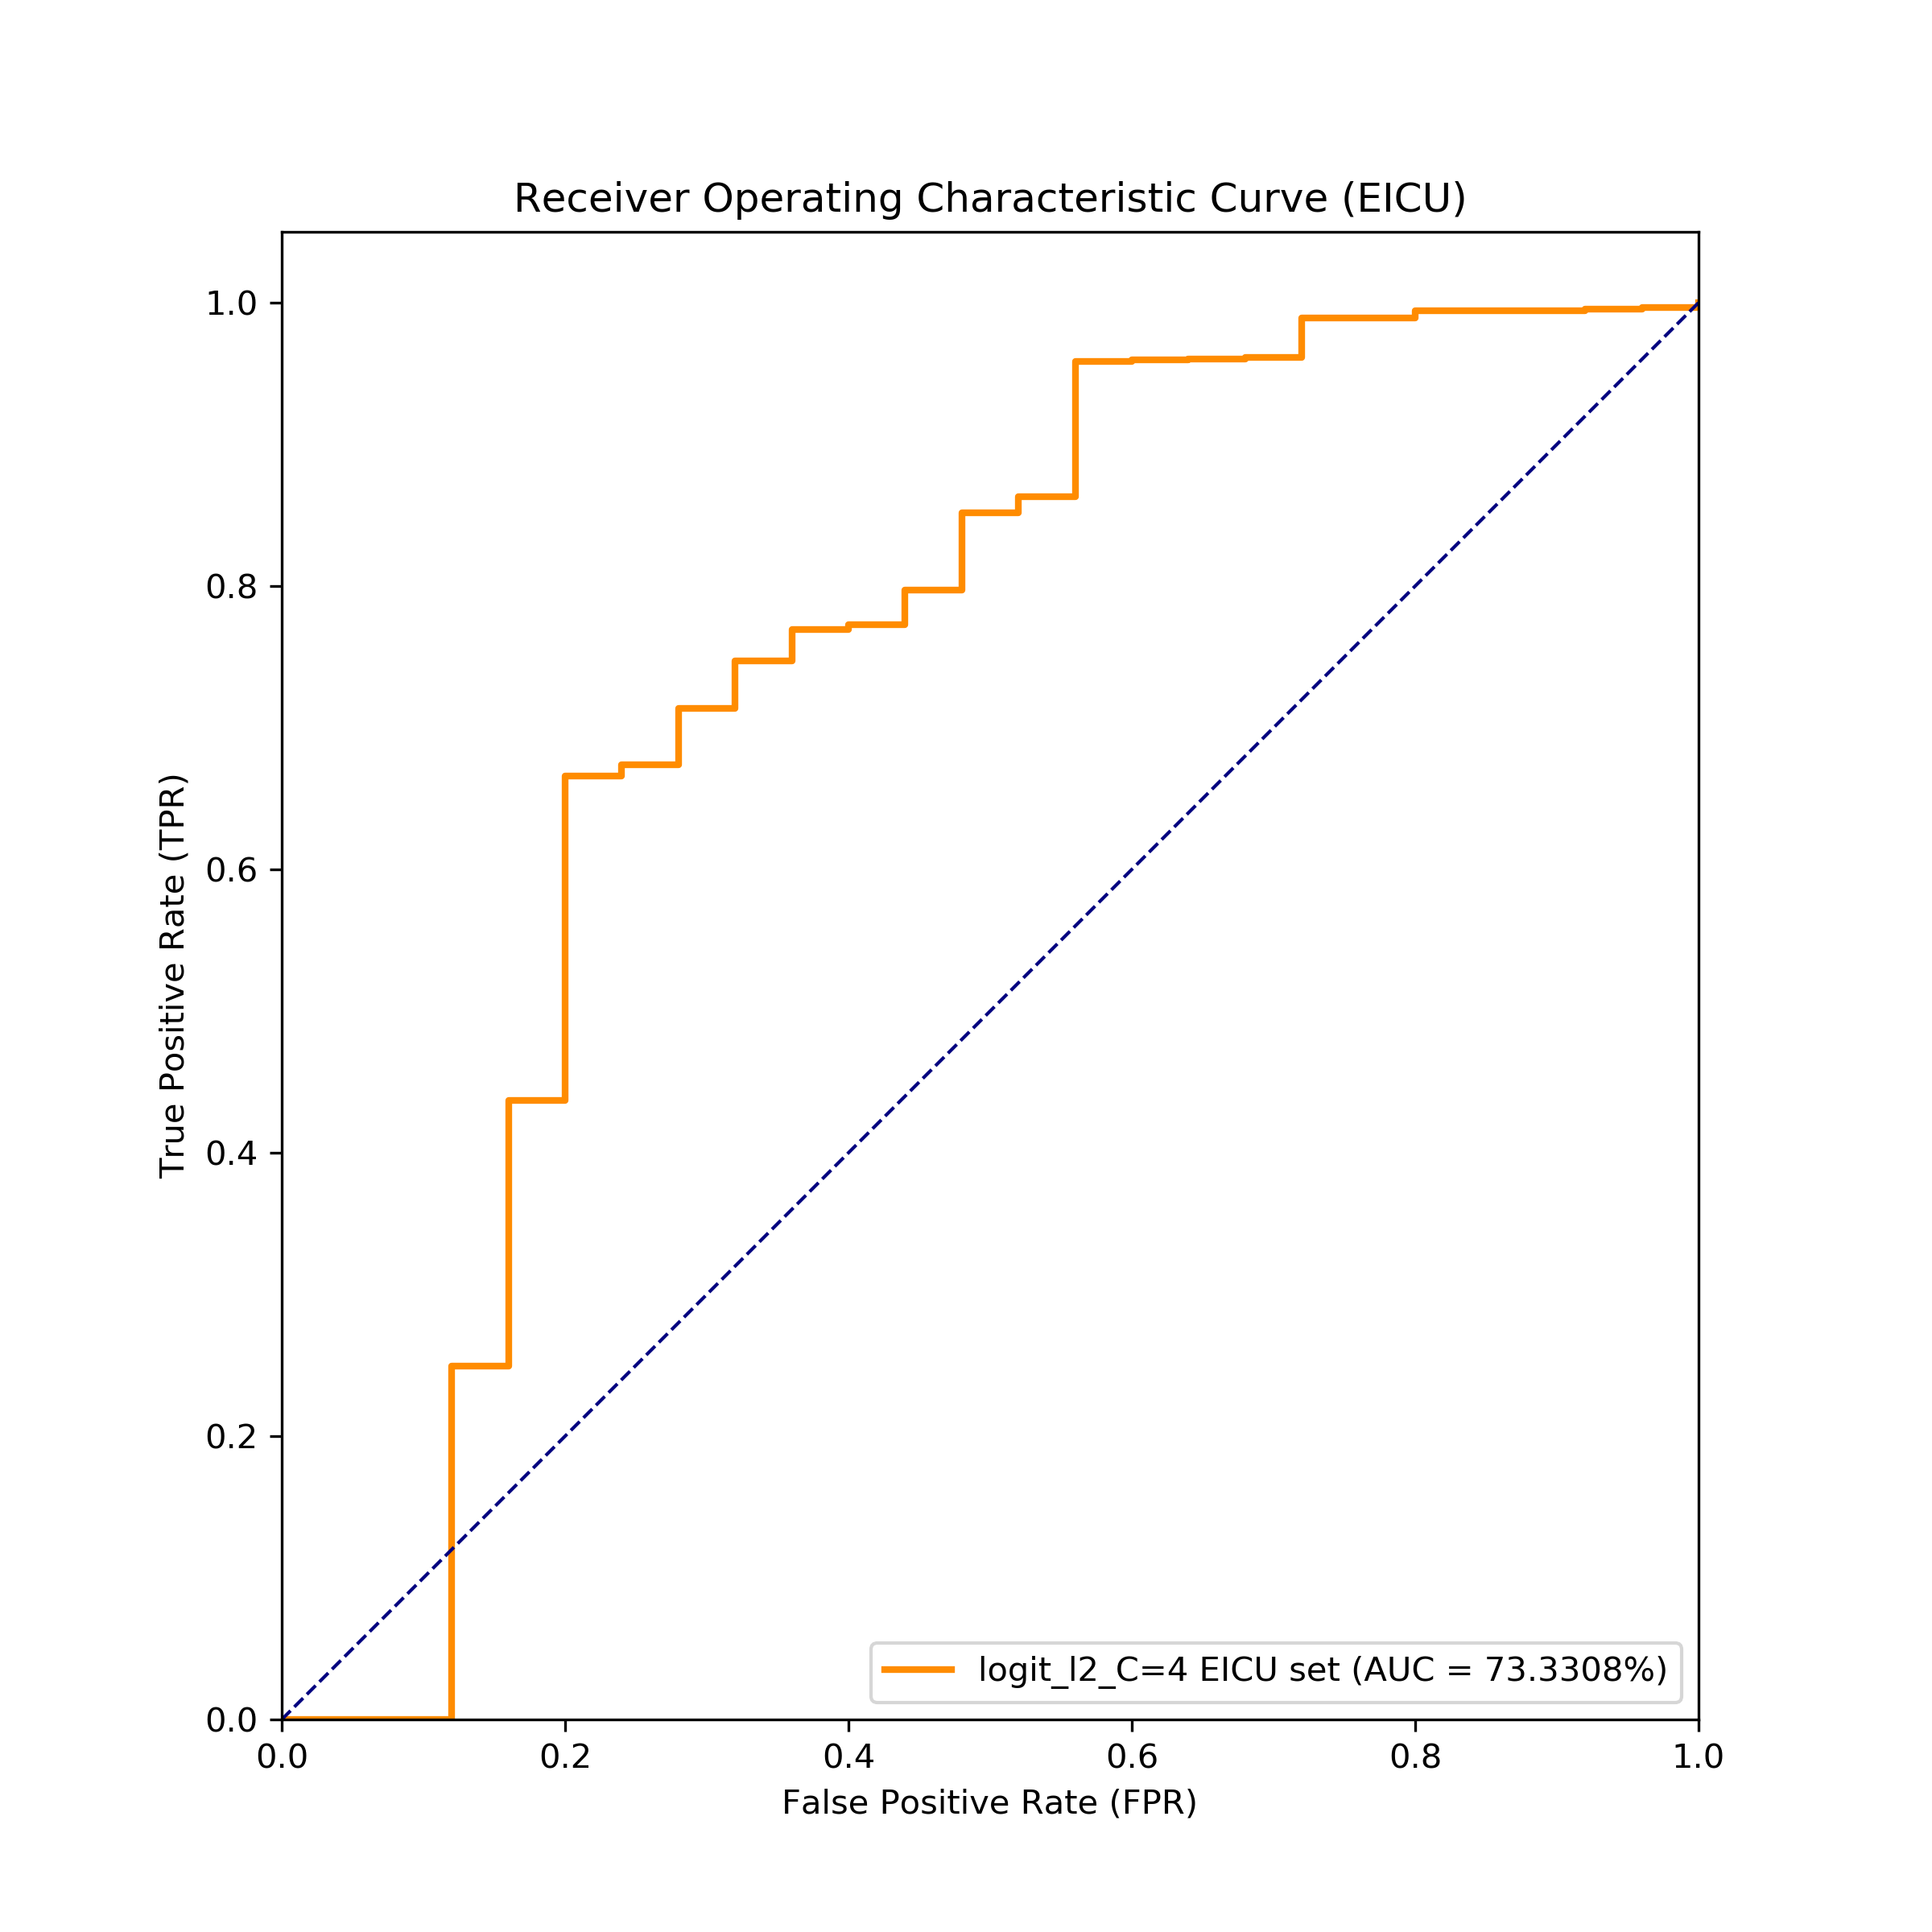 Receiver Operating Characteristic Curve (EICU)
True Positive Rate (TPR)
1.0
0.8
0.6
0.4
0.2
0.0
0.0 0.2 0.4 0.6 0.8 1.0
False Positive Rate (FPR)
logit_l2_C=4 EICU set (AUC = 73.3308%)